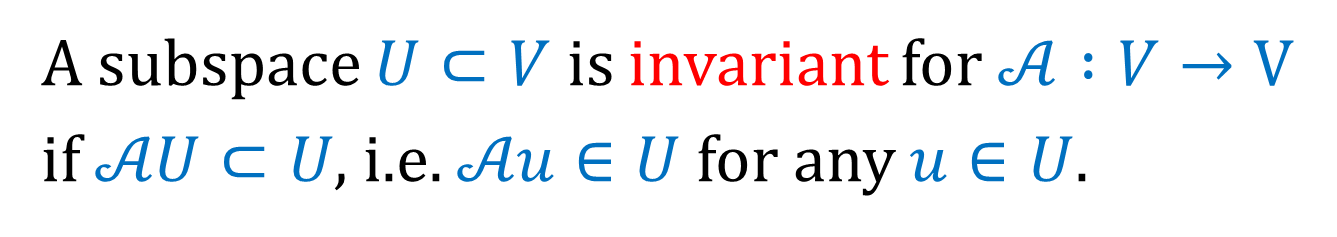 A subspace U ⊂ V is invariant for 𝒜 : V → V
if 𝒜U ⊂ U, i.e. 𝒜u ∈ U for any u ∈ U.